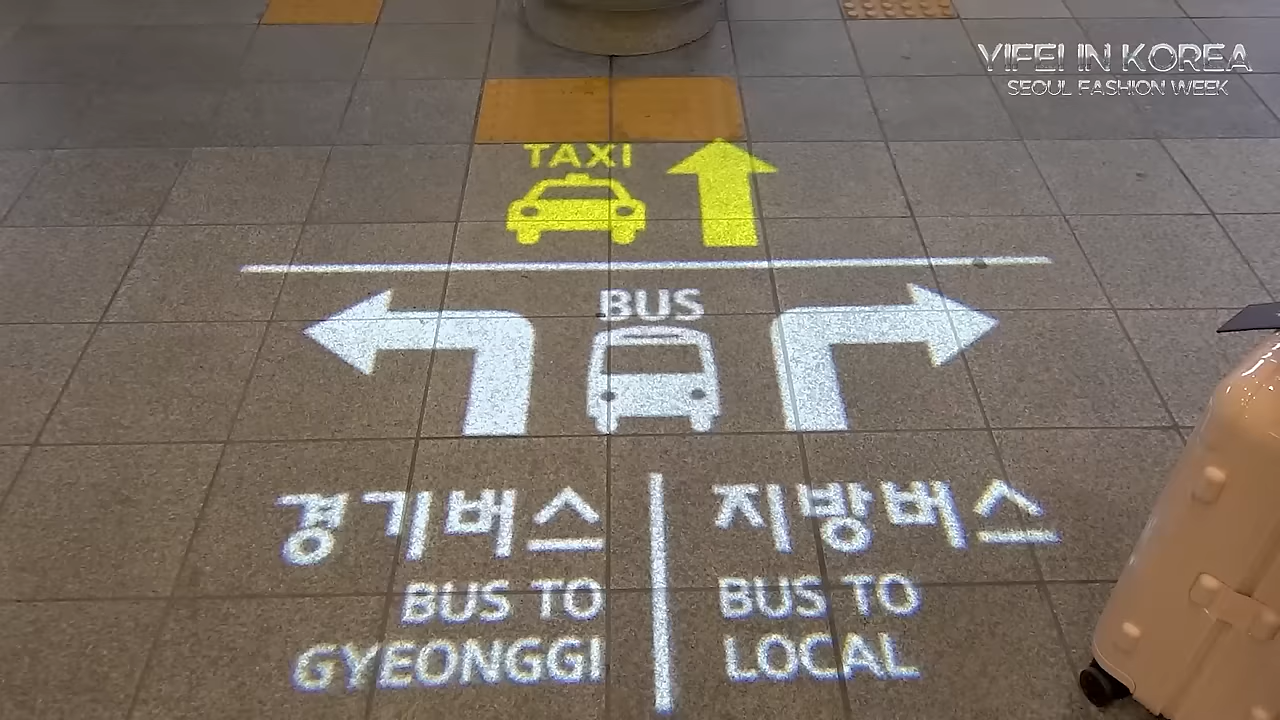 YIFEI IN KOREA
SEOUL FASHION WEEK
TAXI
BUS
경기버스
BUS TO
GYEONGGI
지방버스
BUS TO
LOCAL